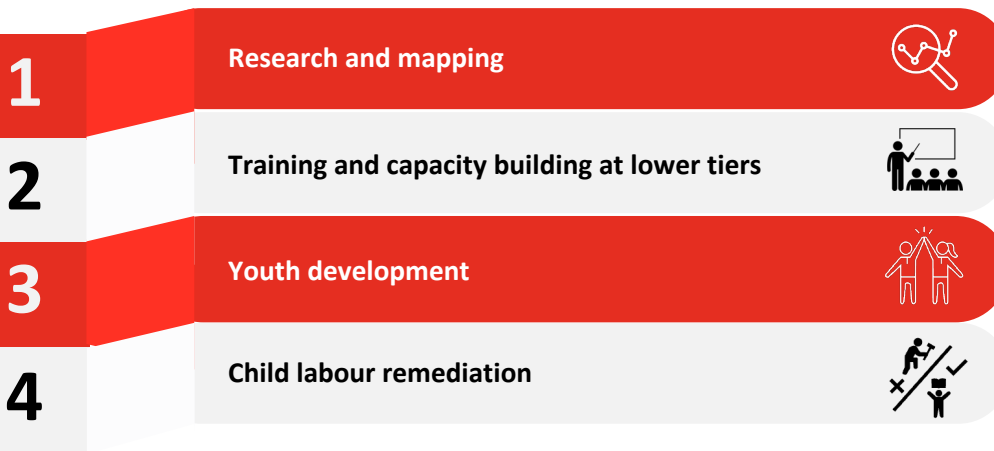 1 Research and mapping
2 Training and capacity building at lower tiers
3 Youth development
4 Child labour remediation